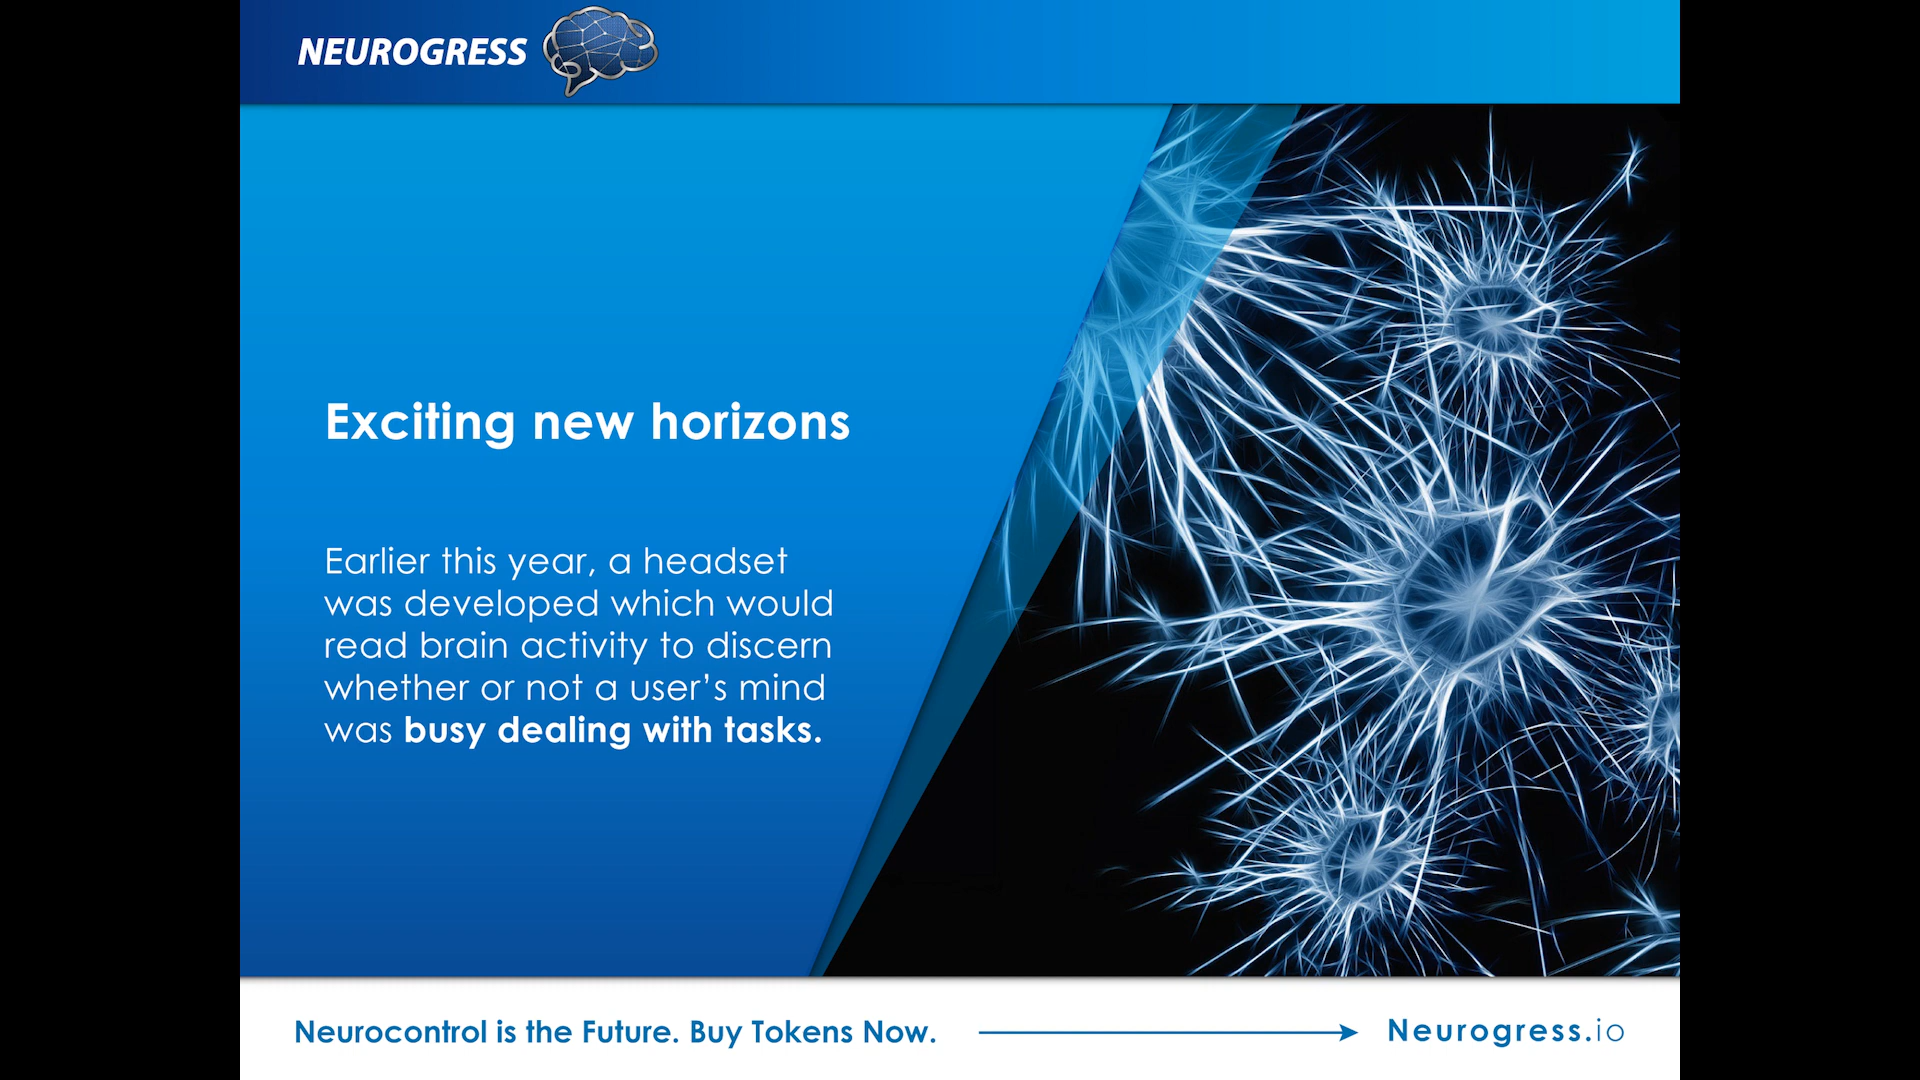 NEUROGRESS
Exciting new horizons
Earlier this year, a headset
was developed which would
read brain activity to discern
whether or not a user’s mind
was busy dealing with tasks.
Neurocontrol is the Future. Buy Tokens Now.
Neurogress.io